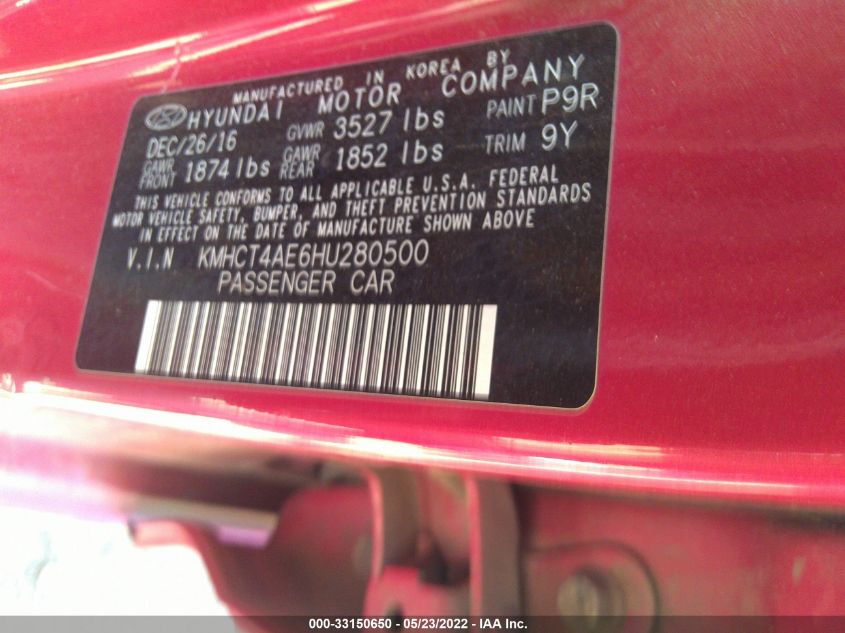 MANUFACTURED IN KOREA BY
HYUNDAI MOTOR COMPANY
DEC/26/16 GVWR 3527 lbs PAINT P9R
GAWR FRONT 1874 lbs GAWR REAR 1852 lbs TRIM 9Y
THIS VEHICLE CONFORMS TO ALL APPLICABLE U.S.A. FEDERAL
MOTOR VEHICLE SAFETY, BUMPER, AND THEFT PREVENTION STANDARDS
IN EFFECT ON THE DATE OF MANUFACTURE SHOWN ABOVE
V.I.N KMHCT4AE6HU280500
PASSENGER CAR
000-33150650 - 05/23/2022 - IAA Inc.